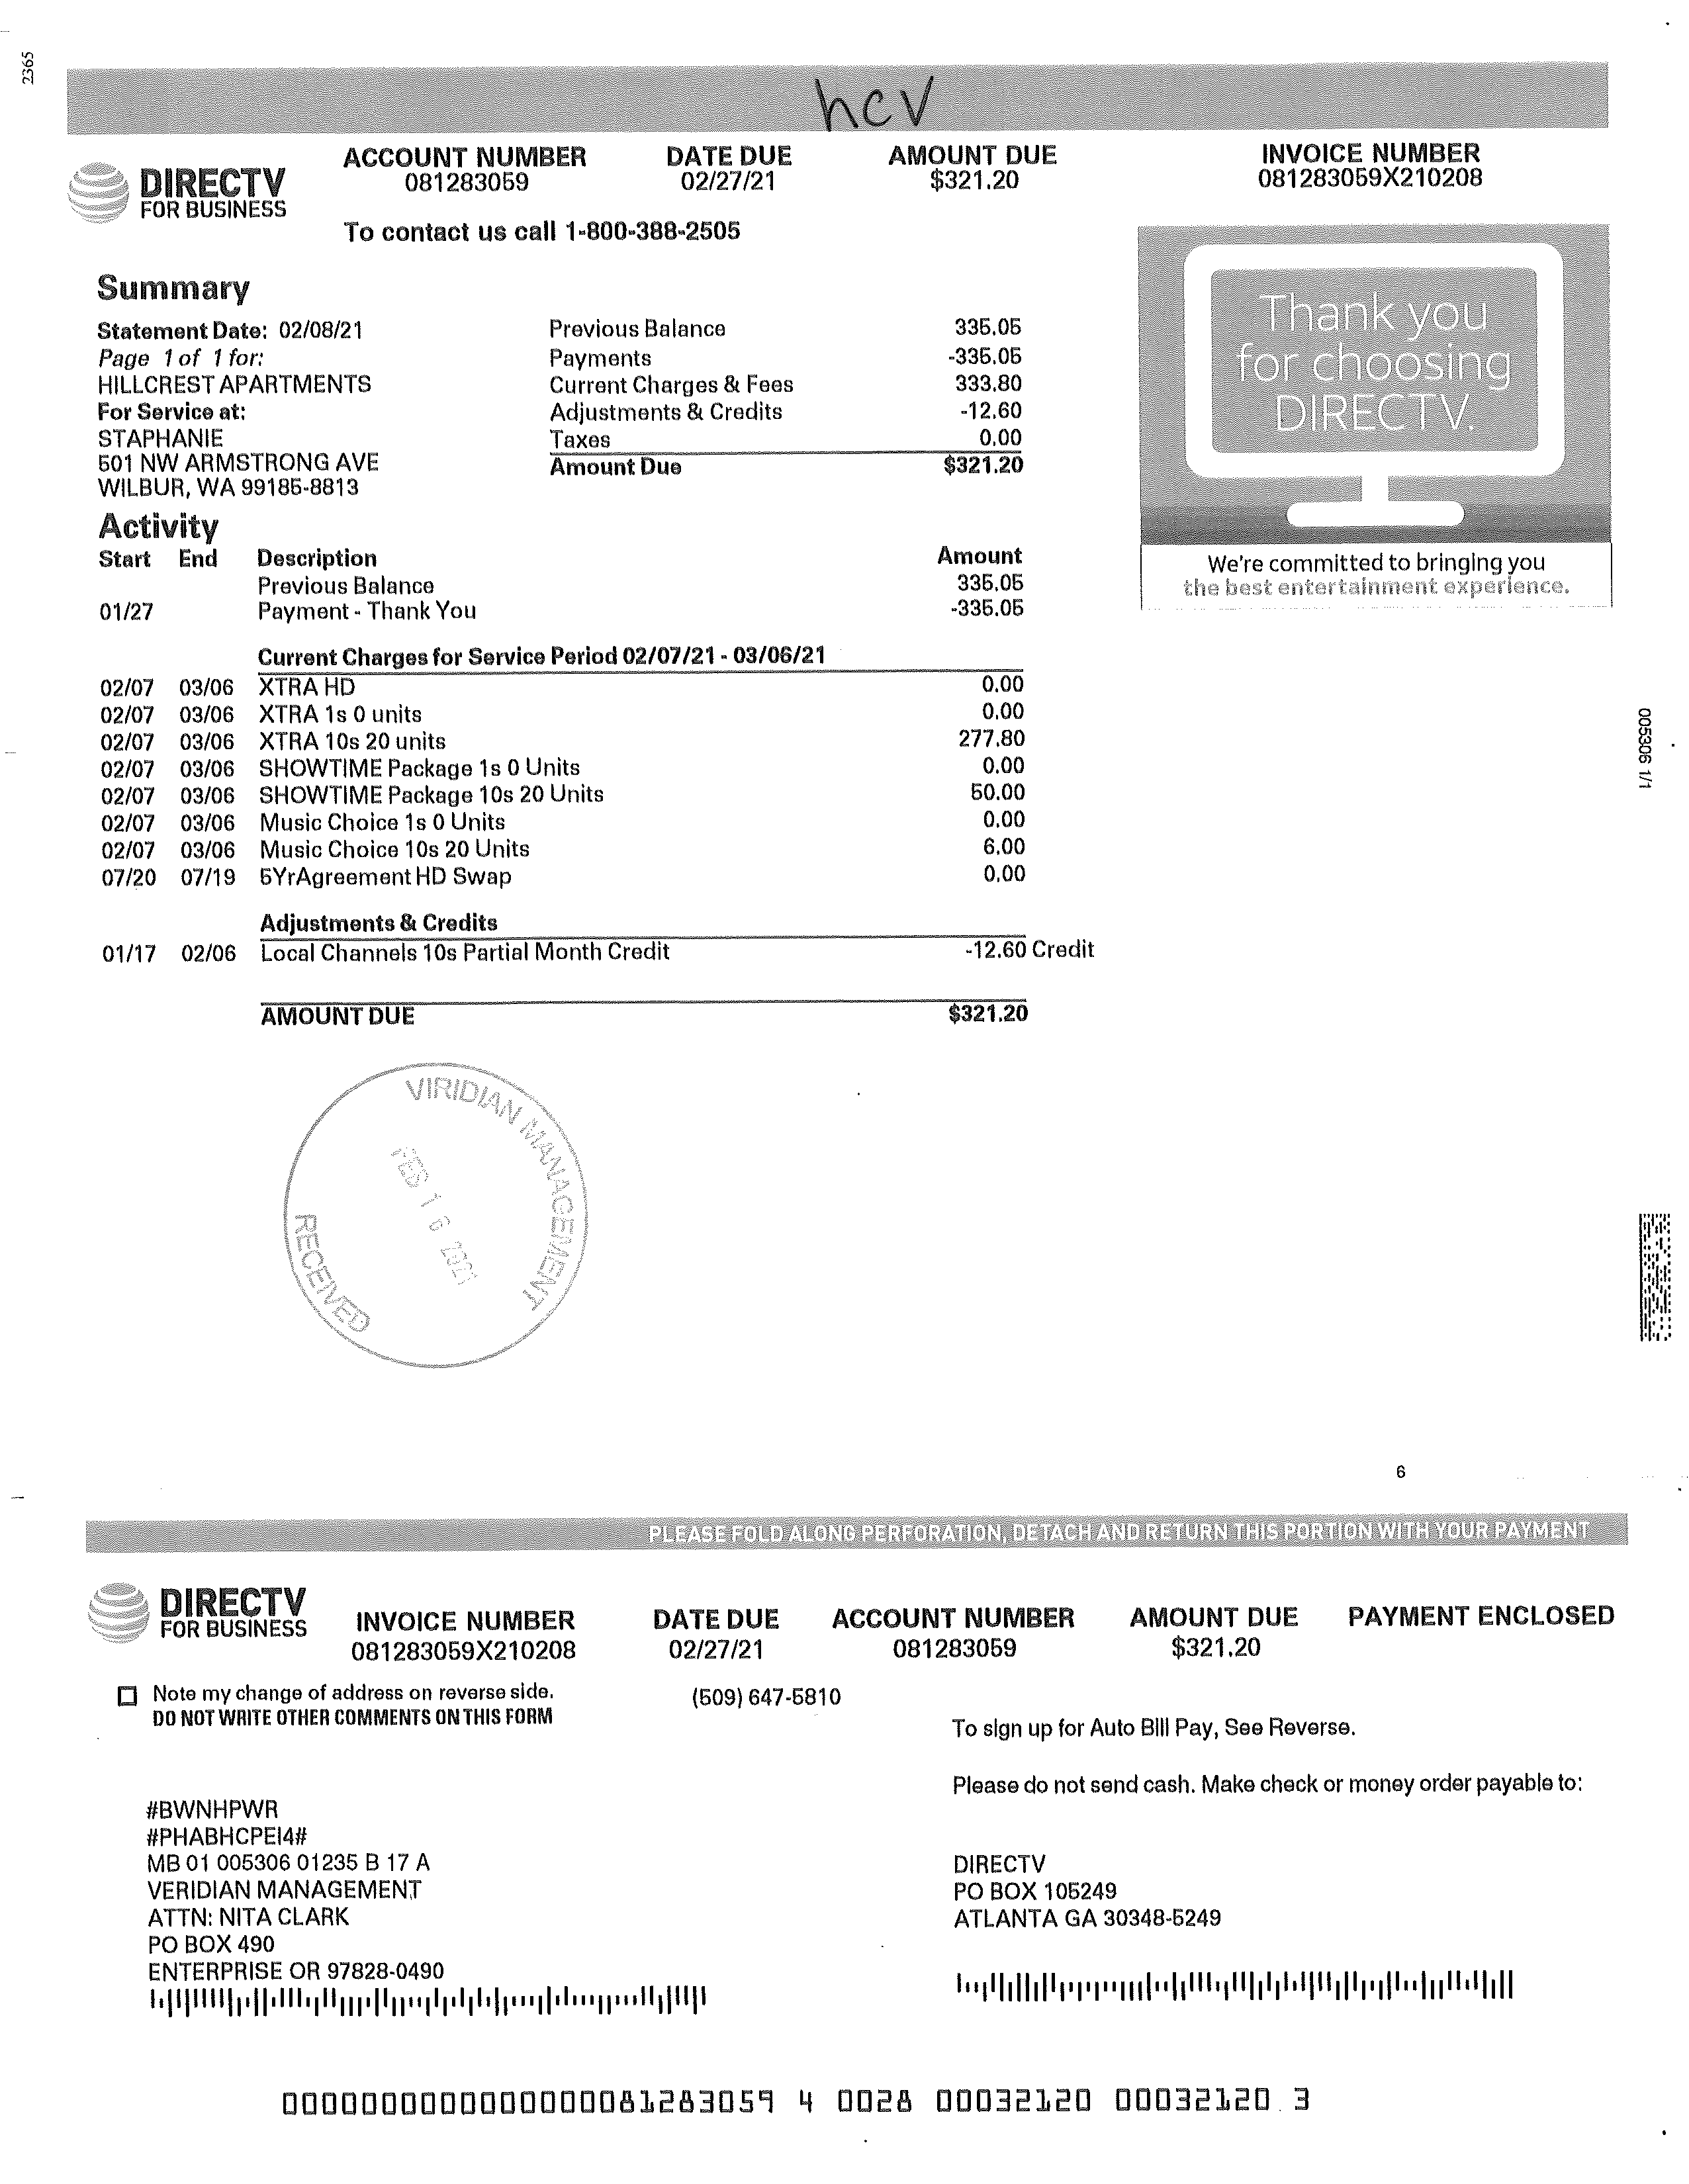 2365
hcv
DIRECTV
FOR BUSINESS
ACCOUNT NUMBER DATE DUE AMOUNT DUE INVOICE NUMBER
081283059 02/27/21 $321.20 081283059X210208
To contact us call 1-800-388-2505
Thank you
for choosing
DIRECTV.
We're committed to bringing you
the best entertainment experience.
Summary
Statement Date: 02/08/21 Previous Balance 335.05
Page 1 of 1 for: Payments -335.05
HILLCREST APARTMENTS Current Charges & Fees 333.80
For Service at: Adjustments & Credits -12.60
STAPHANIE Taxes 0.00
501 NW ARMSTRONG AVE Amount Due $321.20
WILBUR, WA 99185-8813
Activity
Start End Description Amount
Previous Balance 335.05
01/27 Payment - Thank You -335.05
Current Charges for Service Period 02/07/21 - 03/06/21
02/07 03/06 XTRA HD 0.00
02/07 03/06 XTRA 1s 0 units 0.00
02/07 03/06 XTRA 10s 20 units 277.80
02/07 03/06 SHOWTIME Package 1s 0 Units 0.00
02/07 03/06 SHOWTIME Package 10s 20 Units 50.00
02/07 03/06 Music Choice 1s 0 Units 0.00
02/07 03/06 Music Choice 10s 20 Units 6.00
07/20 07/19 5YrAgreement HD Swap 0.00
Adjustments & Credits
01/17 02/06 Local Channels 10s Partial Month Credit -12.60 Credit
AMOUNT DUE $321.20
005306 1/1
VIRIDIAN MANAGEMENT
FEB 16 2021
RECEIVED
6
PLEASE FOLD ALONG PERFORATION, DETACH AND RETURN THIS PORTION WITH YOUR PAYMENT
DIRECTV
FOR BUSINESS
INVOICE NUMBER DATE DUE ACCOUNT NUMBER AMOUNT DUE PAYMENT ENCLOSED
081283059X210208 02/27/21 081283059 $321.20
Note my change of address on reverse side. (509) 647-5810
DO NOT WRITE OTHER COMMENTS ON THIS FORM
To sign up for Auto Bill Pay, See Reverse.
Please do not send cash. Make check or money order payable to:
#BWNHPWR
#PHABHCPEI4#
MB 01 005306 01235 B 17 A
VERIDIAN MANAGEMENT
ATTN: NITA CLARK
PO BOX 490
ENTERPRISE OR 97828-0490
DIRECTV
PO BOX 105249
ATLANTA GA 30348-5249
00000000000000000081283059 4 0028 00032120 00032120 3